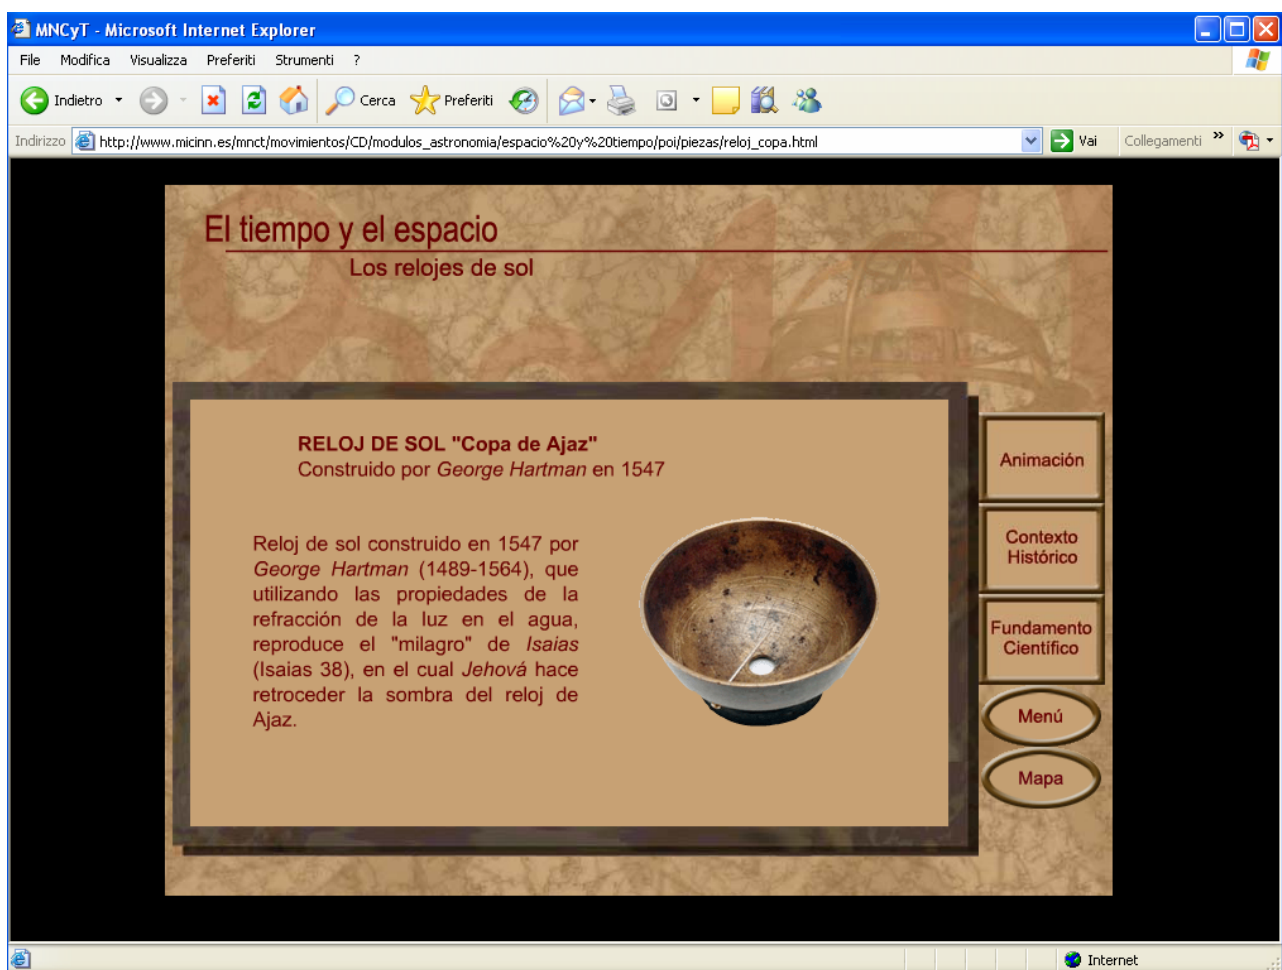 MNCyT - Microsoft Internet Explorer
File Modifica Visualizza Preferiti Strumenti ?
Indietro Cerca Preferiti
Indirizzo http://www.micinn.es/mnct/movimientos/CD/modulos_astronomia/espacio%20y%20tiempo/poi/piezas/reloj_copa.html Vai Collegamenti »
El tiempo y el espacio
Los relojes de sol
RELOJ DE SOL "Copa de Ajaz"
Construido por George Hartman en 1547
Reloj de sol construido en 1547 por
George Hartman (1489-1564), que
utilizando las propiedades de la
refracción de la luz en el agua,
reproduce el "milagro" de Isaias
(Isaias 38), en el cual Jehová hace
retroceder la sombra del reloj de
Ajaz.
Animación
Contexto
Histórico
Fundamento
Científico
Menú
Mapa
Internet